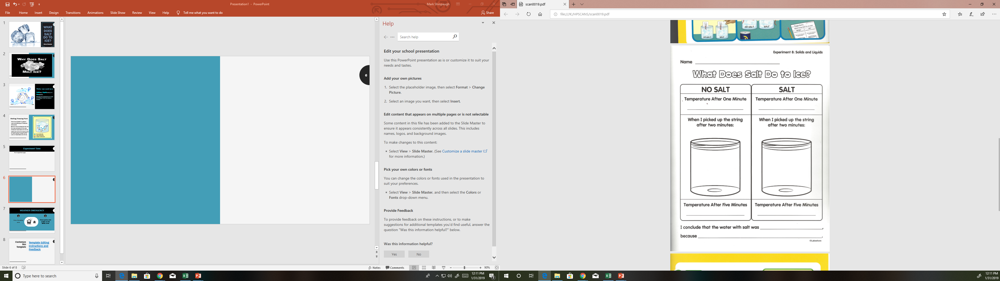 Presentation1 - PowerPoint
Mark Shinpaugh
File Home Insert Design Transitions Animations Slide Show Review View Help Tell me what you want to do
Share
1
WHAT
DOES
SALT
DO TO
ICE?
2
WHY DOES SALT
MELT ICE?
3
Water can exist as a
4
Melting/Freezing Point
5
Experiment Time
6
7
WEATHER EMERGENCY
8
Customize
this
Template
Template Editing
Instructions and
Feedback
6
Help
Search help
Edit your school presentation
Use this PowerPoint presentation as is or customize it to suit your
needs and tastes.
Add your own pictures
1. Select the placeholder image, then select Format > Change
Picture.
2. Select an image you want, then select Insert.
Edit content that appears on multiple pages or is not selectable
Some content in this file has been added to the Slide Master to
ensure it appears consistently across all slides. This includes
names, logos, and background images.
To make changes to this content:
Select View > Slide Master. (See Customize a slide master
for more information.)
Pick your own colors or fonts
You can change the colors or fonts used in the presentation to
suit your preferences.
Select View > Slide Master, and then select the Colors or
Fonts drop-down menu.
Provide Feedback
To provide feedback on these instructions, or to make
suggestions for additional templates you'd find useful, answer the
question "Was this information helpful?" below.
Was this information helpful?
Yes No
Slide 6 of 8
Notes Comments 90%
Type here to search
12:11 PM
1/31/2019
3
scan0019.pdf
file:///K:/HPSCANS/scan0019.pdf
NO SALT SALT NO SALT SALT
Experiment 8: Solids and Liquids
Name
What Does Salt Do to Ice?
NO SALT SALT
Temperature After One Minute Temperature After One Minute
When I picked up the string When I picked up the string
after two minutes: after two minutes:
Temperature After Five Minutes Temperature After Five Minutes
I conclude that the water with salt was ,
because .
©Lakeshore
12:11 PM
1/31/2019